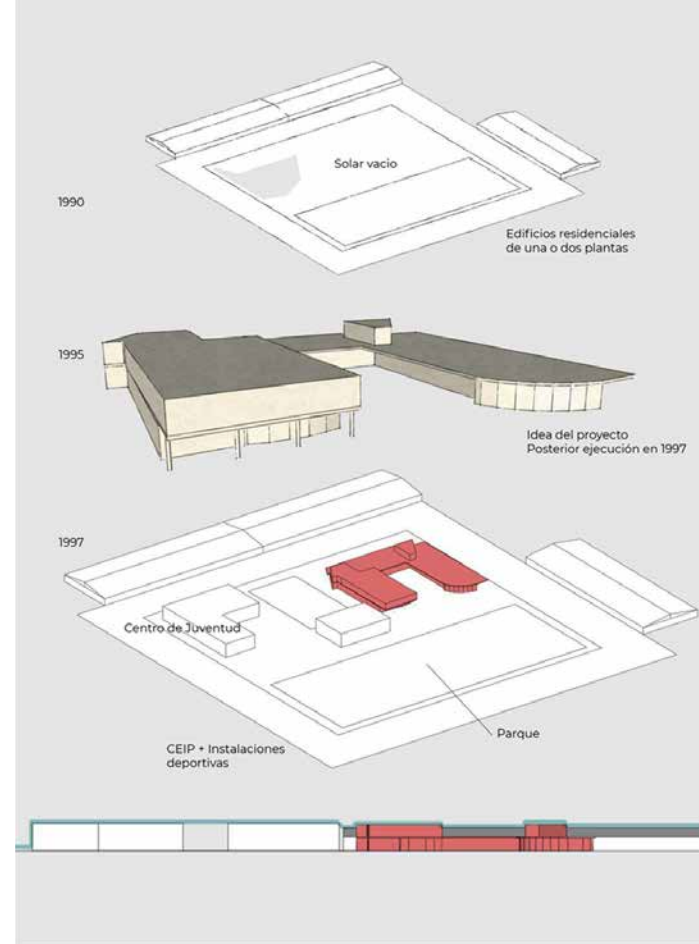 Solar vacio
1990
Edificios residenciales
de una o dos plantas
1995
Idea del proyecto
Posterior ejecución en 1997
1997
Centro de Juventud
Parque
CEIP + Instalaciones
deportivas